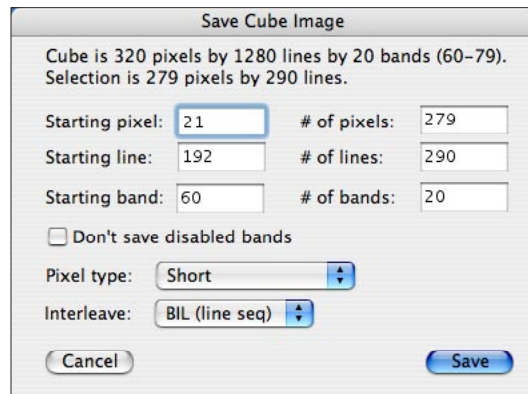 Save Cube Image
Cube is 320 pixels by 1280 lines by 20 bands (60-79).
Selection is 279 pixels by 290 lines.
Starting pixel: 21 # of pixels: 279
Starting line: 192 # of lines: 290
Starting band: 60 # of bands: 20
Don't save disabled bands
Pixel type: Short
Interleave: BIL (line seq)
Cancel Save